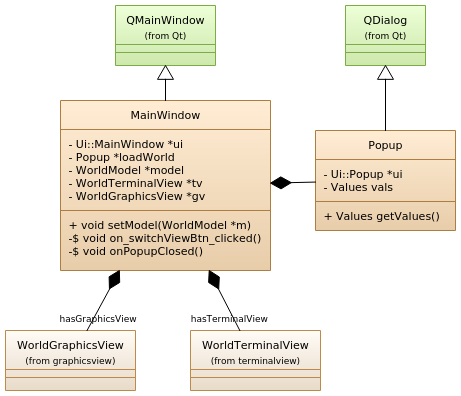 QMainWindow
(from Qt)
QDialog
(from Qt)
MainWindow
- Ui::MainWindow *ui
- Popup *loadWorld
- WorldModel *model
- WorldTerminalView *tv
- WorldGraphicsView *gv
+ void setModel(WorldModel *m)
-$ void on_switchViewBtn_clicked()
-$ void onPopupClosed()
Popup
- Ui::Popup *ui
- Values vals
+ Values getValues()
hasGraphicsView
hasTerminalView
WorldGraphicsView
(from graphicsview)
WorldTerminalView
(from terminalview)